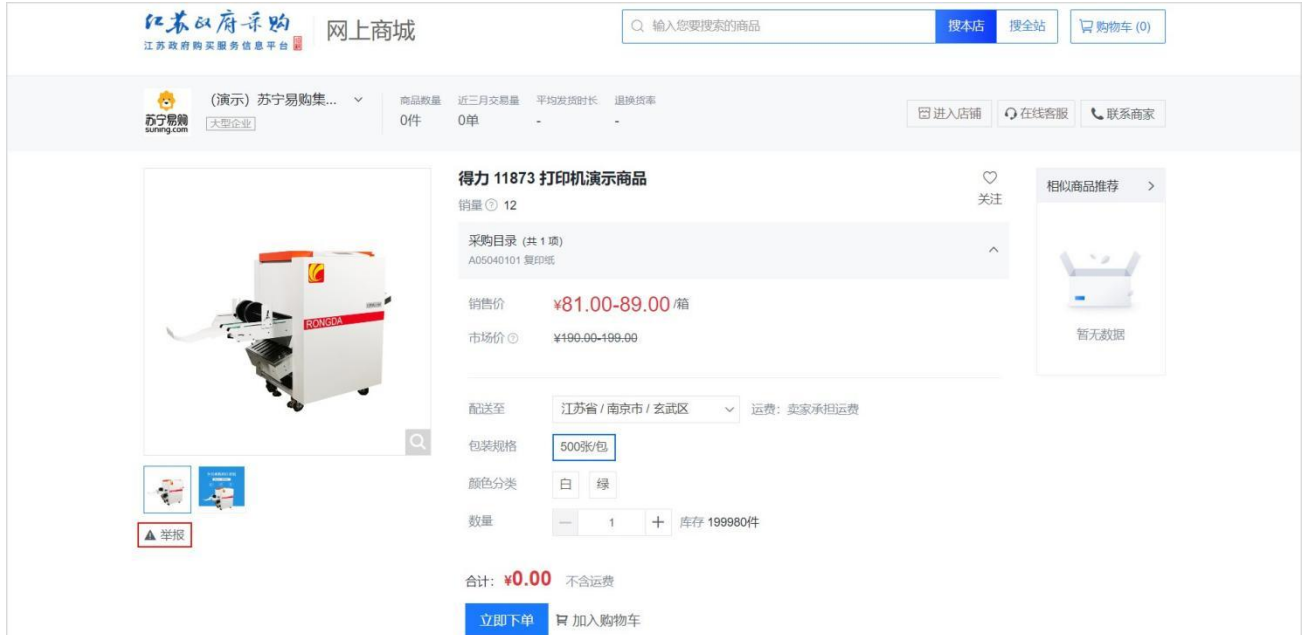 江苏政府采购
江苏政府购买服务信息平台
网上商城
输入您要搜索的商品
搜本店
搜全站
购物车 (0)
苏宁易购
suning.com
(演示) 苏宁易购集...
大型企业
商品数量 近三月交易量 平均发货时长 退换货率
0件 0单 - -
进入店铺
在线客服
联系商家
得力 11873 打印机演示商品
销量 ? 12
关注
相似商品推荐 >
采购目录 (共 1 项)
A05040101 复印纸
销售价 ¥81.00-89.00 /箱
市场价 ? ¥190.00-199.00
暂无数据
RONGDA
配送至 江苏省 / 南京市 / 玄武区 运费: 卖家承担运费
包装规格 500张/包
颜色分类 白 绿
数量 — 1 + 库存 199980件
举报
合计: ¥0.00 不含运费
立即下单 加入购物车